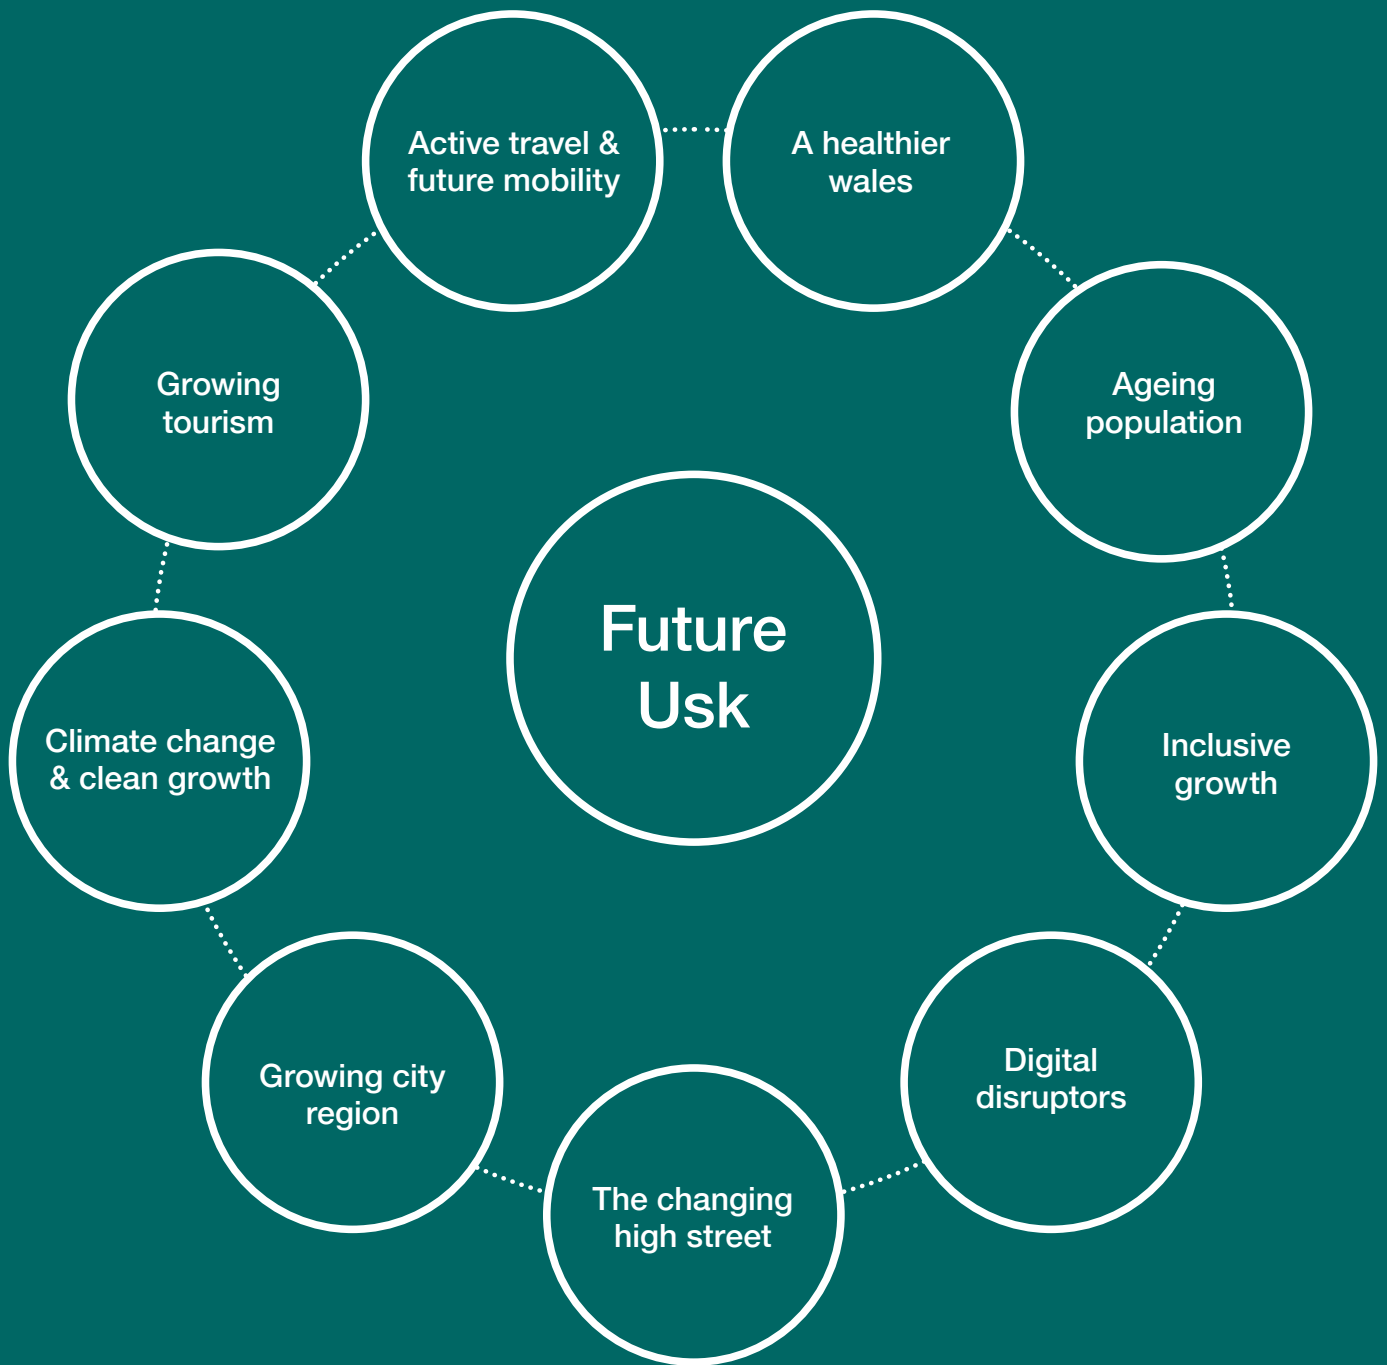 Active travel &
future mobility
A healthier
wales
Growing
tourism
Ageing
population
Future
Usk
Climate change
& clean growth
Inclusive
growth
Growing city
region
Digital
disruptors
The changing
high street